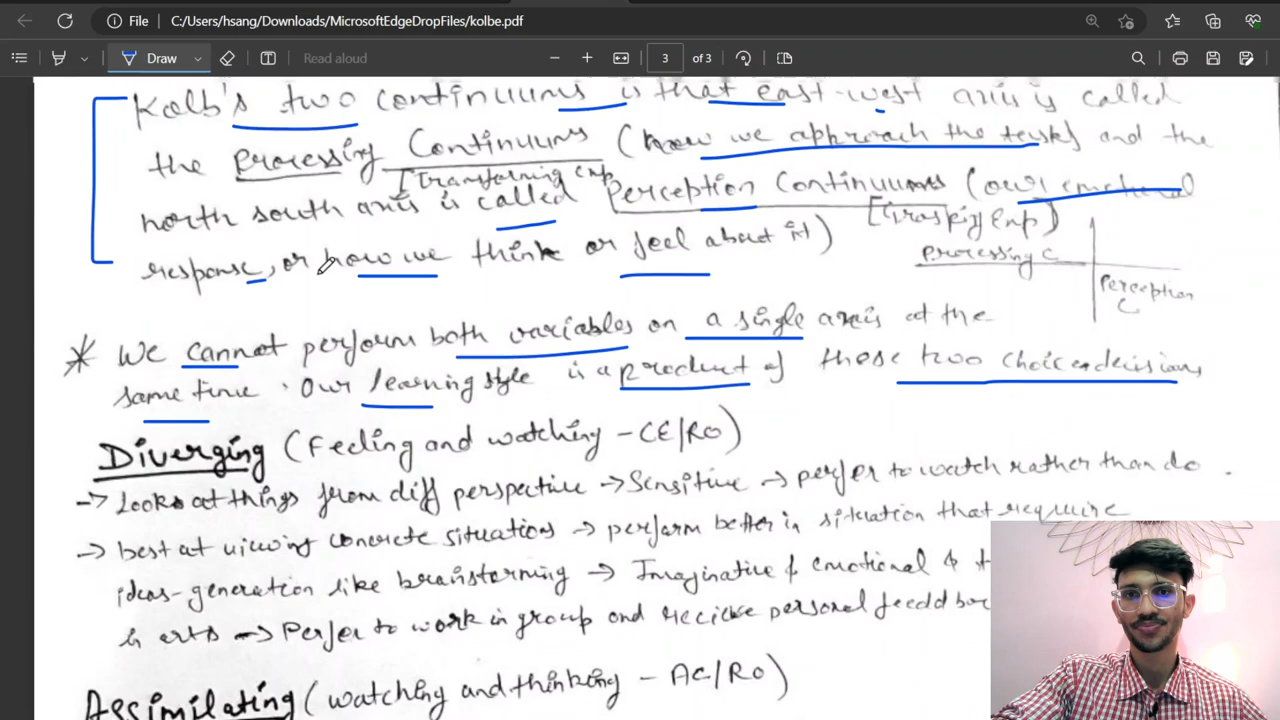 File C:/Users/hsang/Downloads/MicrosoftEdgeDropFiles/kolbe.pdf
Draw Read aloud 3 of 3
Kolb's two continuums is that east-west axis is called
the Processing Continuums (how we approach the task) and the
[Transforming Exp
north south axis is called Perception Continuums (our emotional
[Grasping Exp)
response, or how we think or feel about it)
Processing C
Perception
C
* We cannot perform both variables on a single axis at the
same time. Our learning style is a product of these two choice decisions
Diverging (Feeling and watching - CE/RO)
-> Looks at things from diff perspective -> Sensitive -> perfer to watch rather than do .
-> best at viewing concrete situations -> perform better in situation that require
ideas-generation like brainstorming -> Imaginative & emotional &
& arts -> Perfer to work in group and recieve personal feedback
Assimilating (watching and thinking - AC/RO)